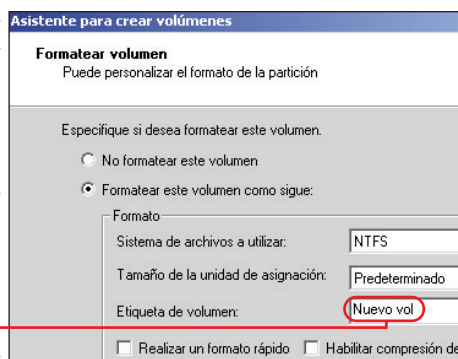 Asistente para crear volúmenes
Formatear volumen
Puede personalizar el formato de la partición
Especifique si desea formatear este volumen.
No formatear este volumen
Formatear este volumen como sigue:
Formato
Sistema de archivos a utilizar: NTFS
Tamaño de la unidad de asignación: Predeterminado
Etiqueta de volumen: Nuevo vol
Realizar un formato rápido Habilitar compresión de